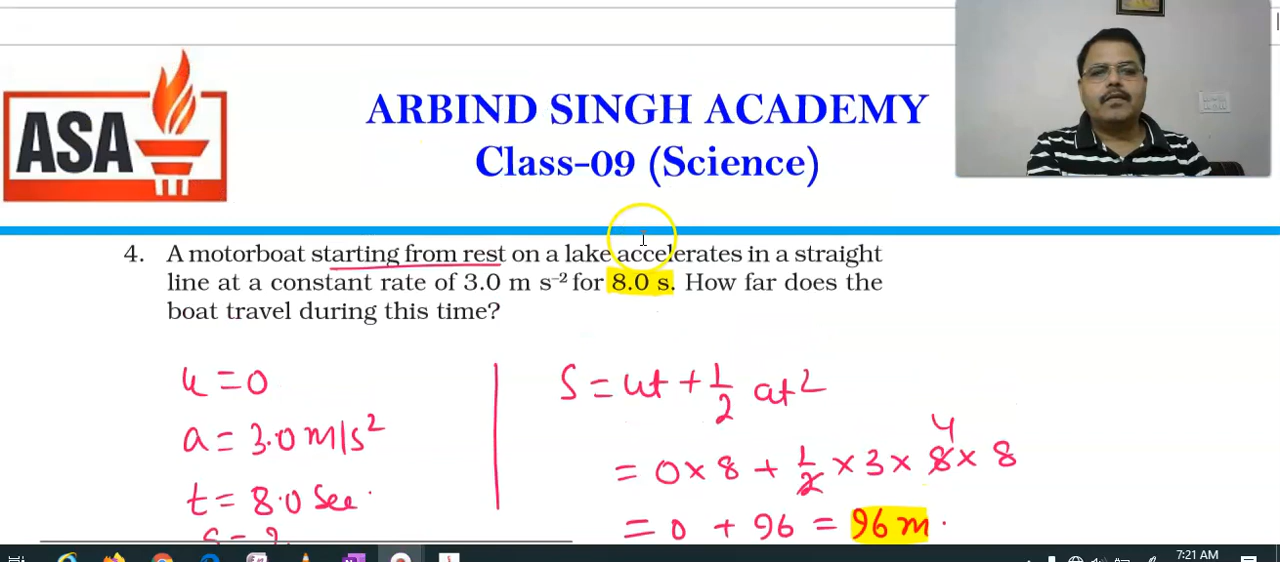 ASA
ARBIND SINGH ACADEMY
Class-09 (Science)
4. A motorboat starting from rest on a lake accelerates in a straight
line at a constant rate of 3.0 m s⁻² for 8.0 s. How far does the
boat travel during this time?
u = 0
a = 3.0 m/s²
t = 8.0 Sec.
S = ?
S = ut + 1/2 at²
4
= 0 × 8 + 1/2 × 3 × 8 × 8
= 0 + 96 = 96 m.
7:21 AM